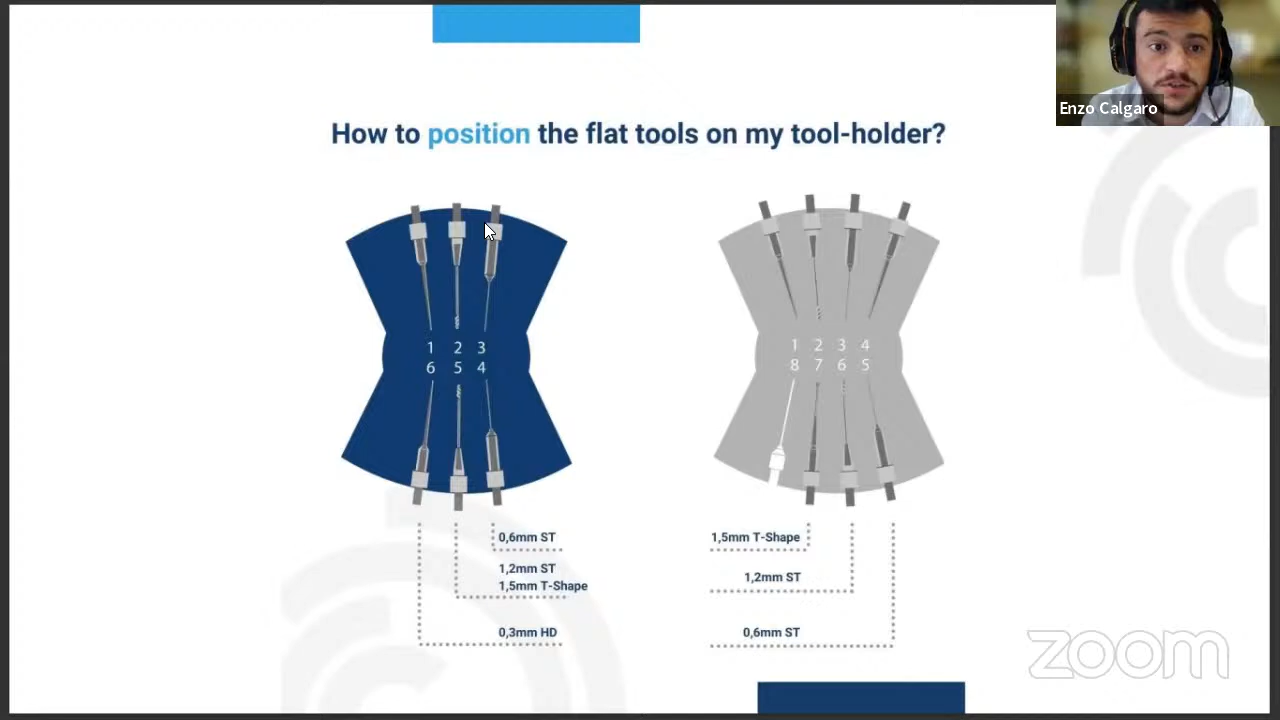 Enzo Calgaro
How to position the flat tools on my tool-holder?
1 2 3
6 5 4
1 2 3 4
8 7 6 5
0,6mm ST
1,2mm ST
1,5mm T-Shape
0,3mm HD
1,5mm T-Shape
1,2mm ST
0,6mm ST
zoom